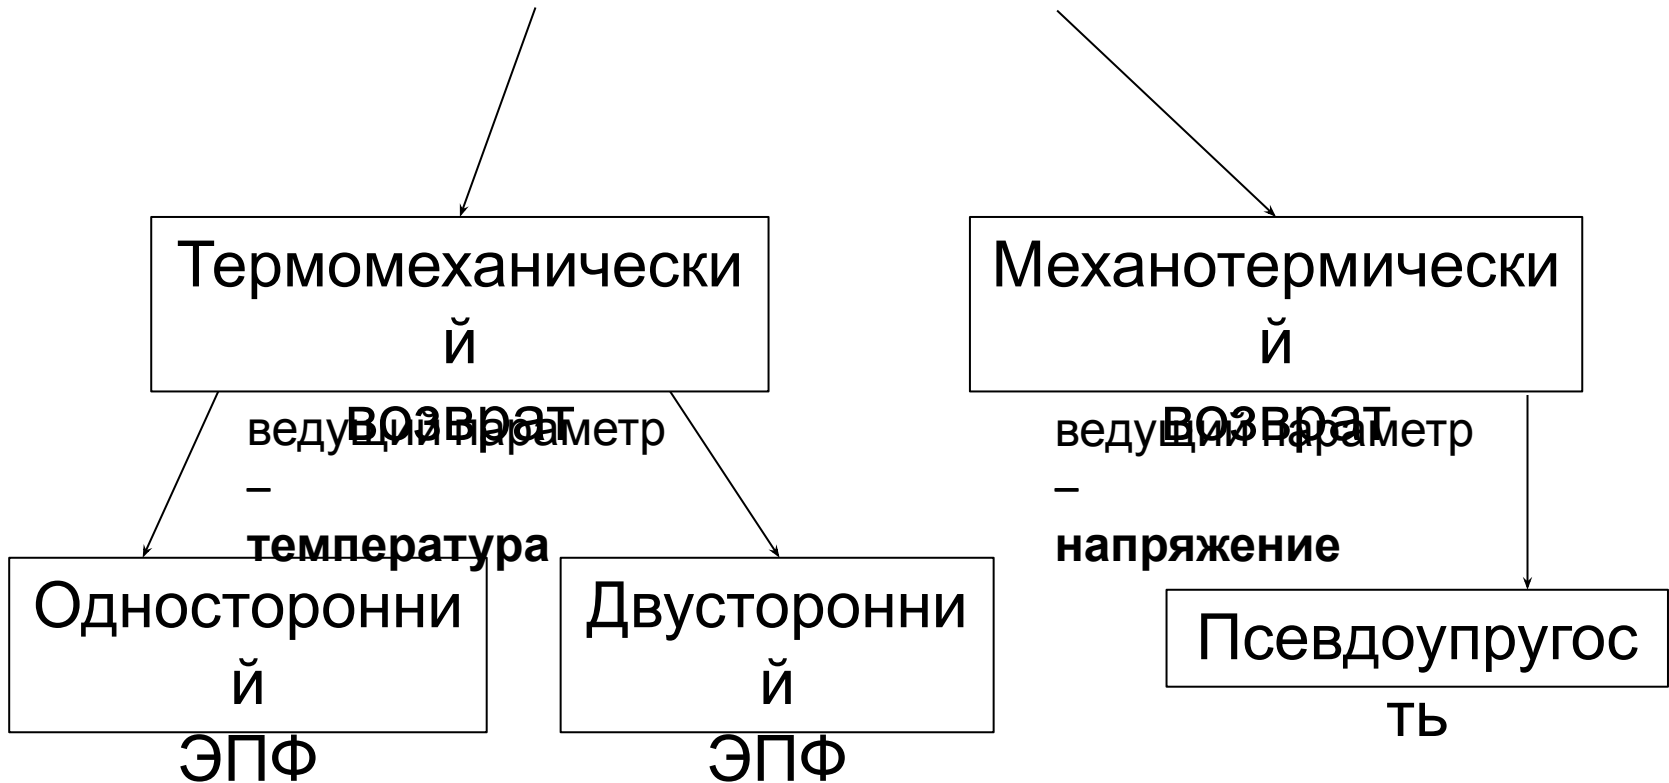 Термомеханически
й
возврат
ведущий параметр
–
температура
Механотермически
й
возврат
ведущий параметр
–
напряжение
Односторонни
й
ЭПФ
Двусторонни
й
ЭПФ
Псевдоупругос
ть